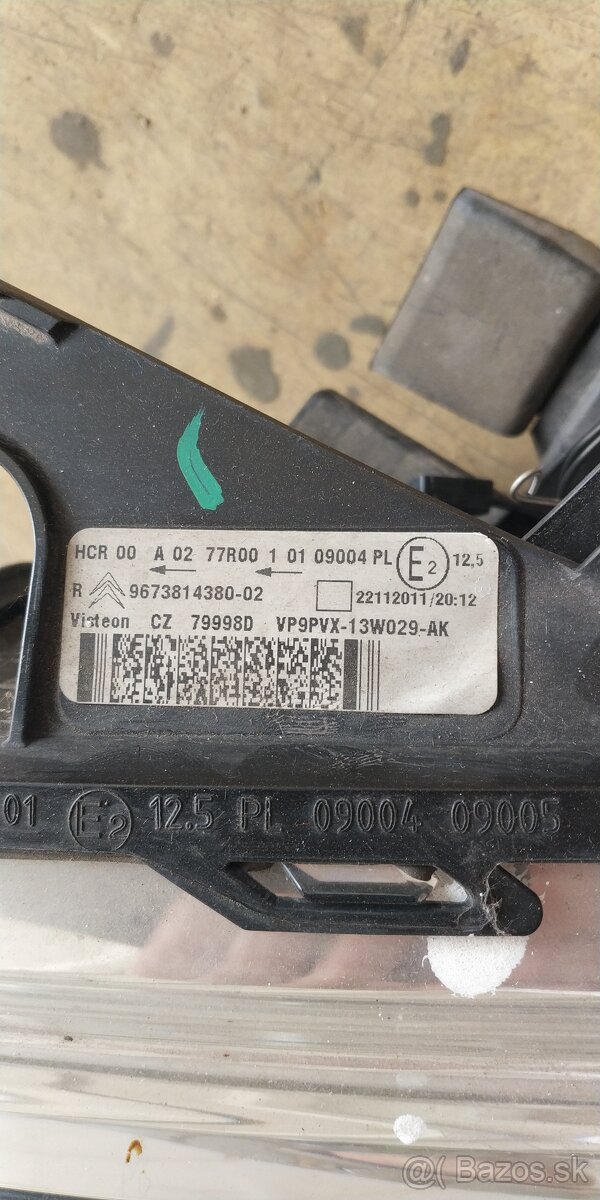 HCR 00 A 02 77R00 1 01 09004 PL E2 12,5
R 9673814380-02 22112011/20:12
Visteon CZ 79998D VP9PVX-13W029-AK
01 E2 12.5 PL 09004 09005
@( Bazos.sk